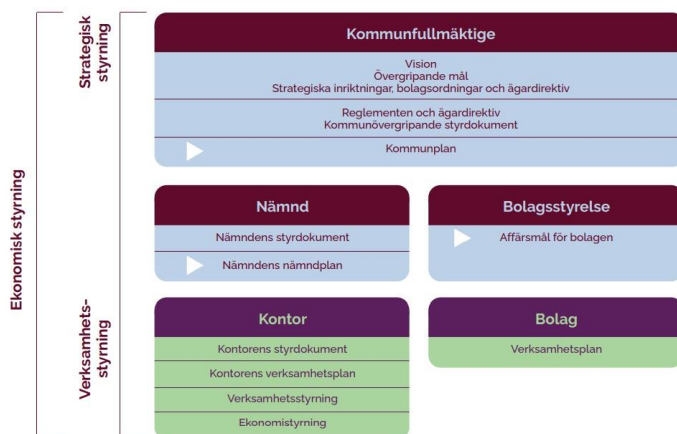 Ekonomisk styrning
Strategisk
styrning
Verksamhets-
styrning
Kommunfullmäktige
Vision
Övergripande mål
Strategiska inriktningar, bolagsordningar och ägardirektiv
Reglementen och ägardirektiv
Kommunövergripande styrdokument
Kommunplan
Nämnd
Nämndens styrdokument
Nämndens nämndplan
Bolagsstyrelse
Affärsmål för bolagen
Kontor
Kontorens styrdokument
Kontorens verksamhetsplan
Verksamhetsstyrning
Ekonomistyrning
Bolag
Verksamhetsplan